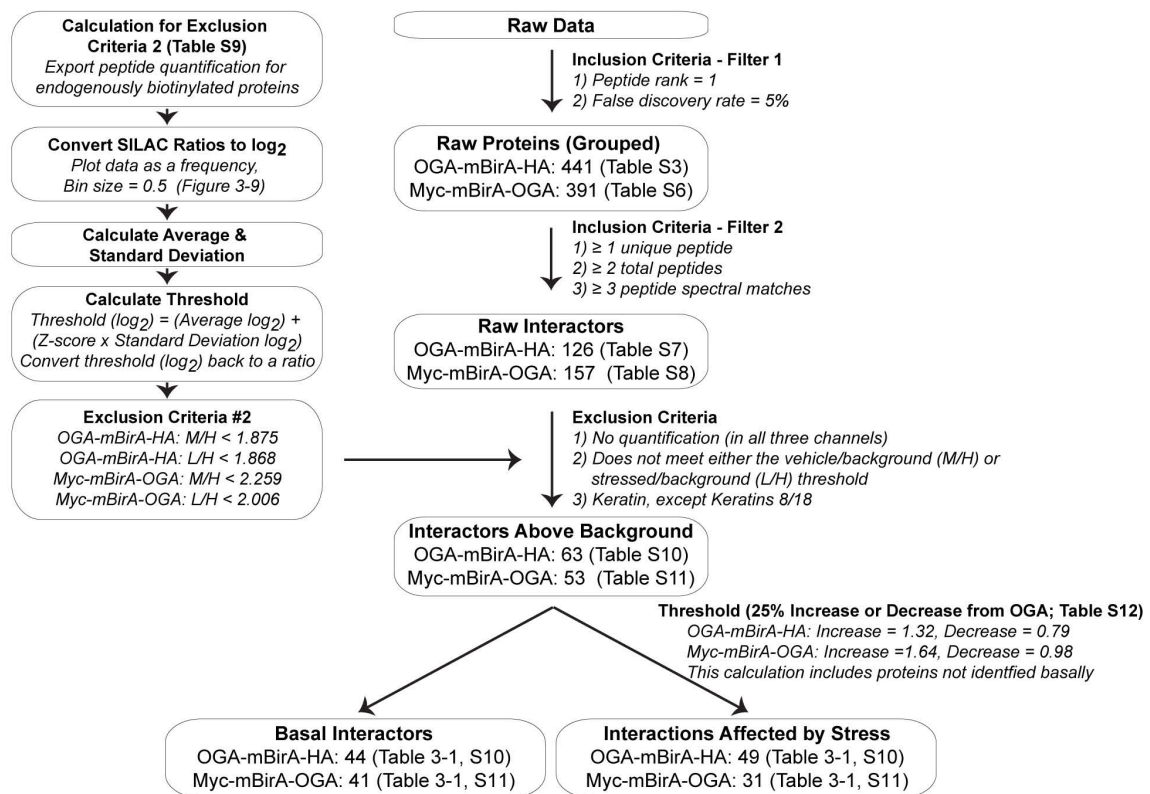 Calculation for Exclusion
Criteria 2 (Table S9)
Export peptide quantification for
endogenously biotinylated proteins
Convert SILAC Ratios to log2
Plot data as a frequency,
Bin size = 0.5 (Figure 3-9)
Calculate Average &
Standard Deviation
Calculate Threshold
Threshold (log2) = (Average log2) +
(Z-score x Standard Deviation log2)
Convert threshold (log2) back to a ratio
Exclusion Criteria #2
OGA-mBirA-HA: M/H < 1.875
OGA-mBirA-HA: L/H < 1.868
Myc-mBirA-OGA: M/H < 2.259
Myc-mBirA-OGA: L/H < 2.006
Raw Data
Inclusion Criteria - Filter 1
1) Peptide rank = 1
2) False discovery rate = 5%
Raw Proteins (Grouped)
OGA-mBirA-HA: 441 (Table S3)
Myc-mBirA-OGA: 391 (Table S6)
Inclusion Criteria - Filter 2
1) ≥ 1 unique peptide
2) ≥ 2 total peptides
3) ≥ 3 peptide spectral matches
Raw Interactors
OGA-mBirA-HA: 126 (Table S7)
Myc-mBirA-OGA: 157 (Table S8)
Exclusion Criteria
1) No quantification (in all three channels)
2) Does not meet either the vehicle/background (M/H) or
stressed/background (L/H) threshold
3) Keratin, except Keratins 8/18
Interactors Above Background
OGA-mBirA-HA: 63 (Table S10)
Myc-mBirA-OGA: 53 (Table S11)
Threshold (25% Increase or Decrease from OGA; Table S12)
OGA-mBirA-HA: Increase = 1.32, Decrease = 0.79
Myc-mBirA-OGA: Increase =1.64, Decrease = 0.98
This calculation includes proteins not identfied basally
Basal Interactors
OGA-mBirA-HA: 44 (Table 3-1, S10)
Myc-mBirA-OGA: 41 (Table 3-1, S11)
Interactions Affected by Stress
OGA-mBirA-HA: 49 (Table 3-1, S10)
Myc-mBirA-OGA: 31 (Table 3-1, S11)